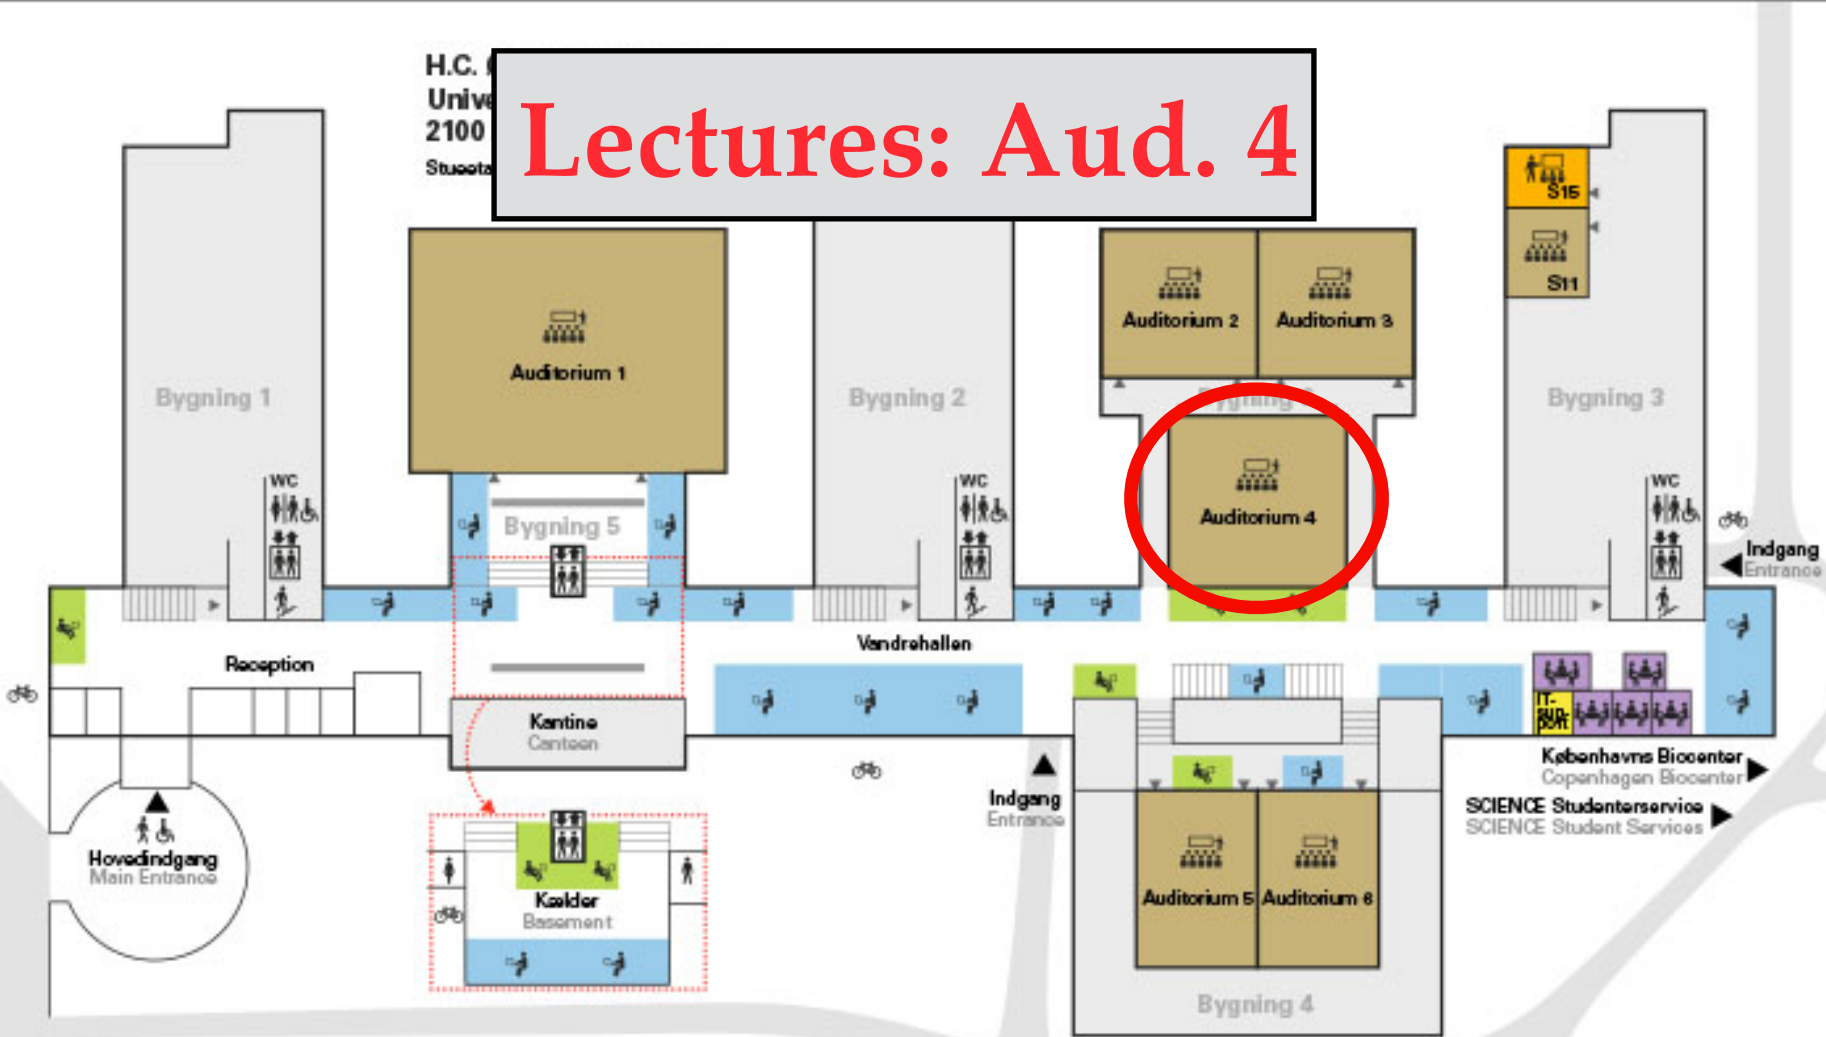 H.C.
Unive
2100
Lectures: Aud. 4
S15
S11
Auditorium 1
Auditorium 2
Auditorium 3
Bygning 1
Bygning 2
Bygning 3
Auditorium 4
WC
WC
WC
Bygning 5
Indgang
Entrance
Vandrehallen
Reception
Kantine
Canteen
IT-
SUP-
PORT
Københavns Biocenter
Copenhagen Biocenter
SCIENCE Studenterservice
SCIENCE Student Services
Indgang
Entrance
Hovedindgang
Main Entrance
Kælder
Basement
Auditorium 5
Auditorium 6
Bygning 4